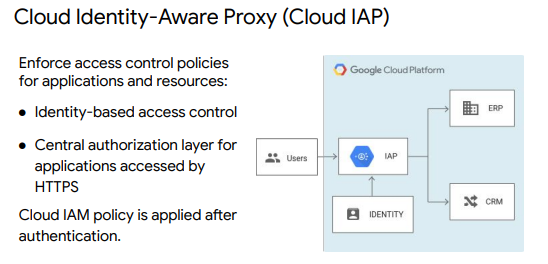 Cloud Identity-Aware Proxy (Cloud IAP)
Enforce access control policies
for applications and resources:
● Identity-based access control
● Central authorization layer for
applications accessed by
HTTPS
Cloud IAM policy is applied after
authentication.
Google Cloud Platform
Users
IAP
IDENTITY
ERP
CRM